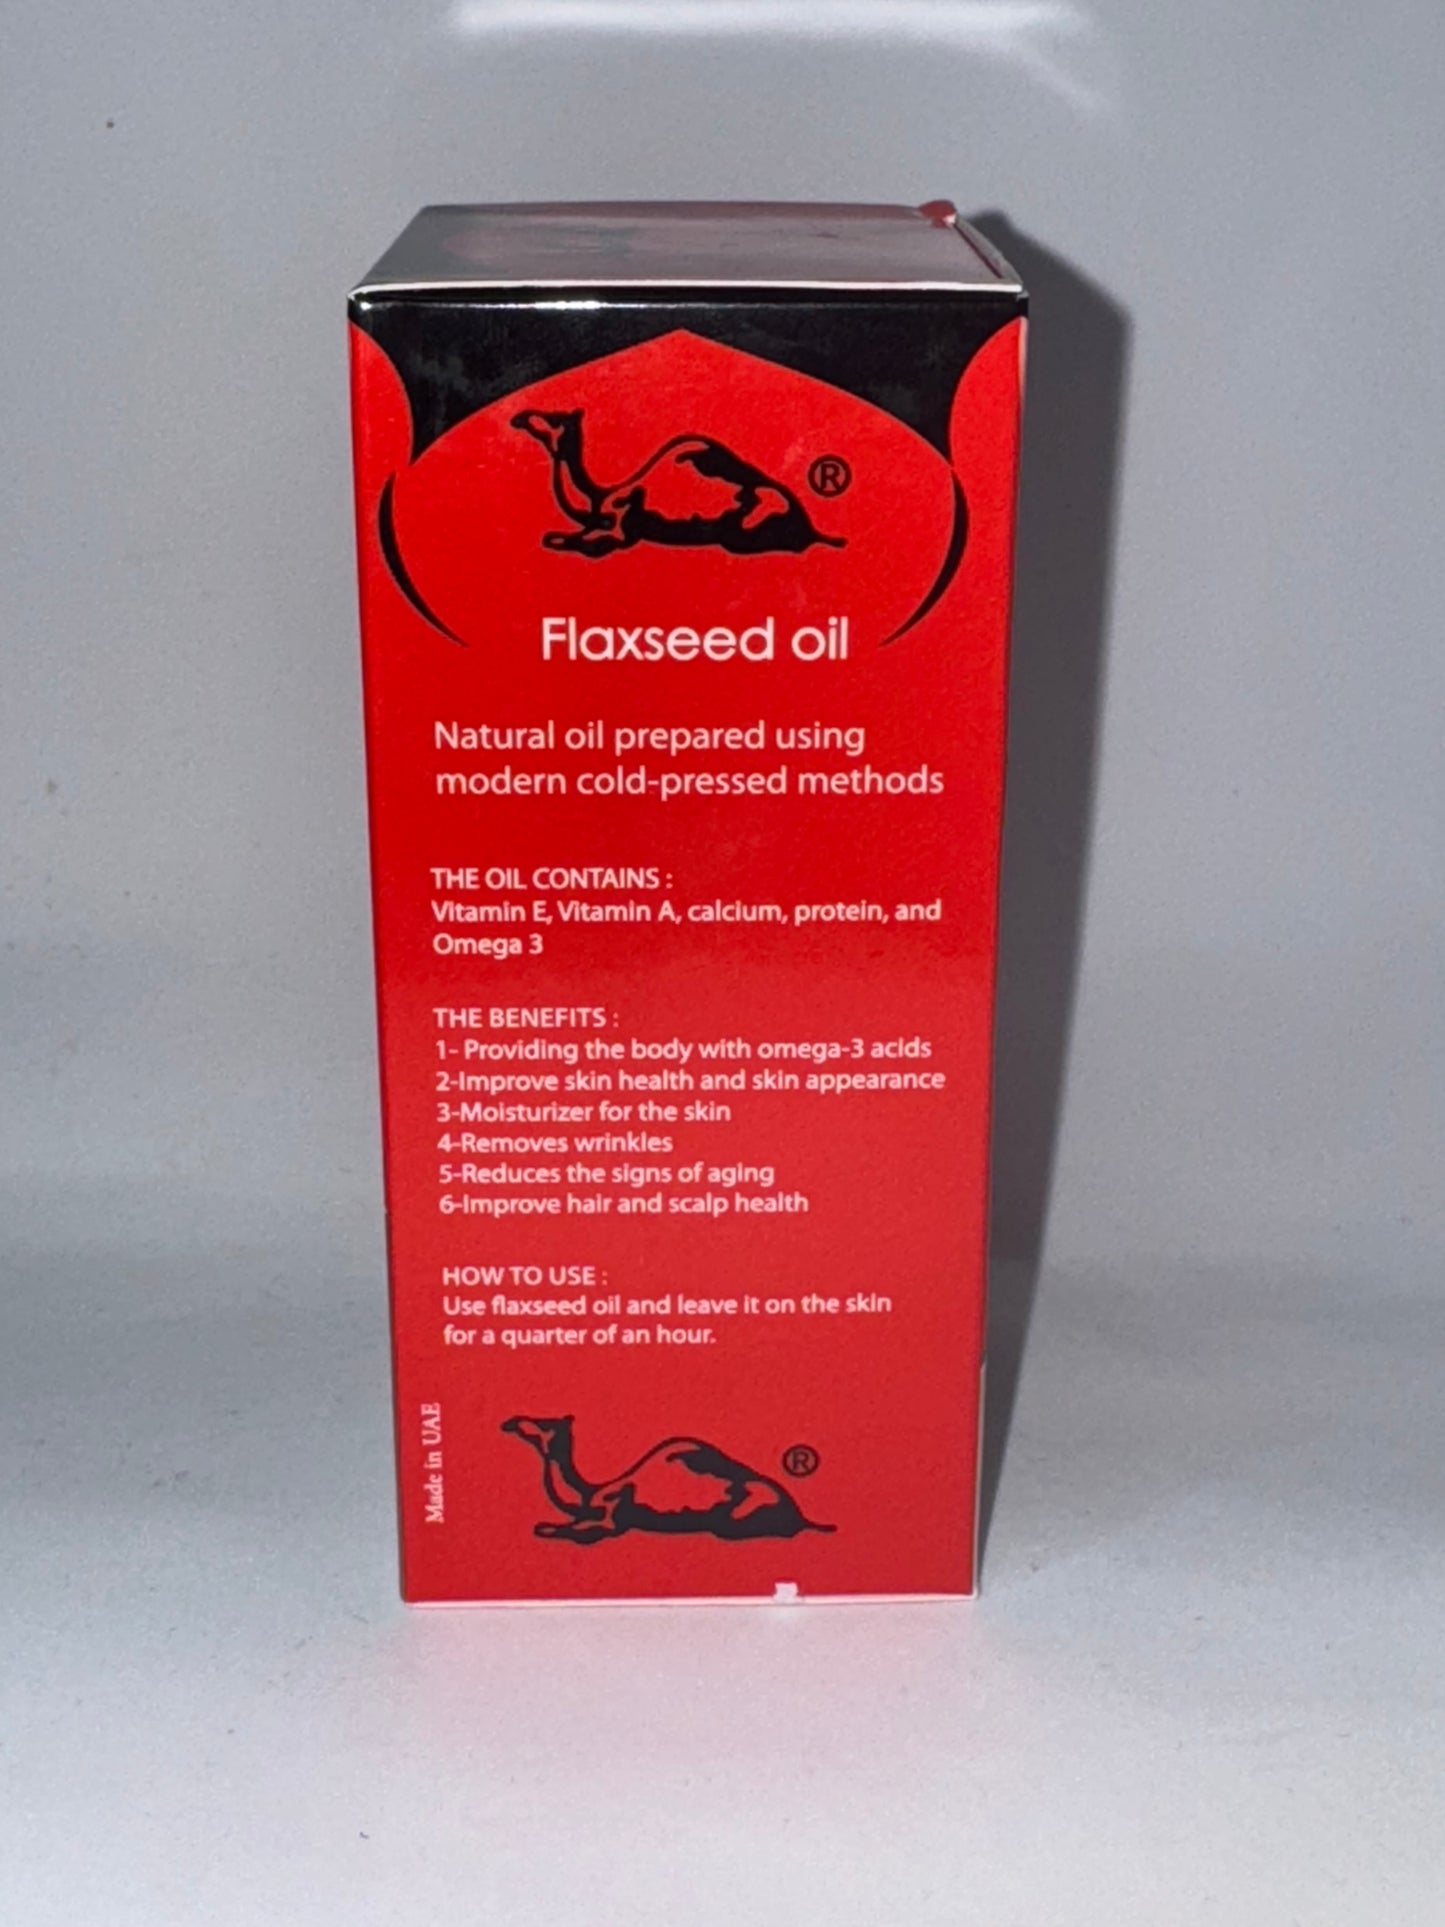 ®
Flaxseed oil
Natural oil prepared using
modern cold-pressed methods
THE OIL CONTAINS :
Vitamin E, Vitamin A, calcium, protein, and
Omega 3
THE BENEFITS :
1- Providing the body with omega-3 acids
2-Improve skin health and skin appearance
3-Moisturizer for the skin
4-Removes wrinkles
5-Reduces the signs of aging
6-Improve hair and scalp health
HOW TO USE :
Use flaxseed oil and leave it on the skin
for a quarter of an hour.
Made in UAE
®